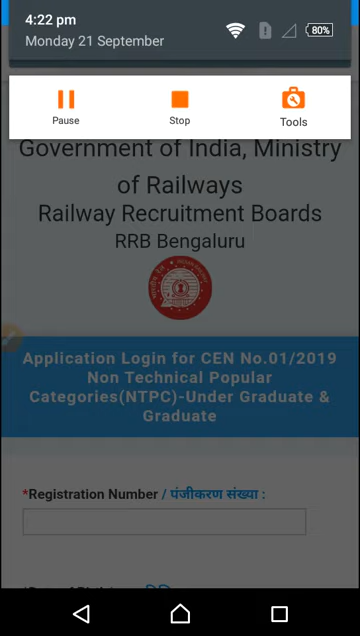 4:22 pm
Monday 21 September
80%
Pause
Stop
Tools
Government of India, Ministry
of Railways
Railway Recruitment Boards
RRB Bengaluru
Application Login for CEN No.01/2019
Non Technical Popular
Categories(NTPC)-Under Graduate &
Graduate
*Registration Number / पंजीकरण संख्या :